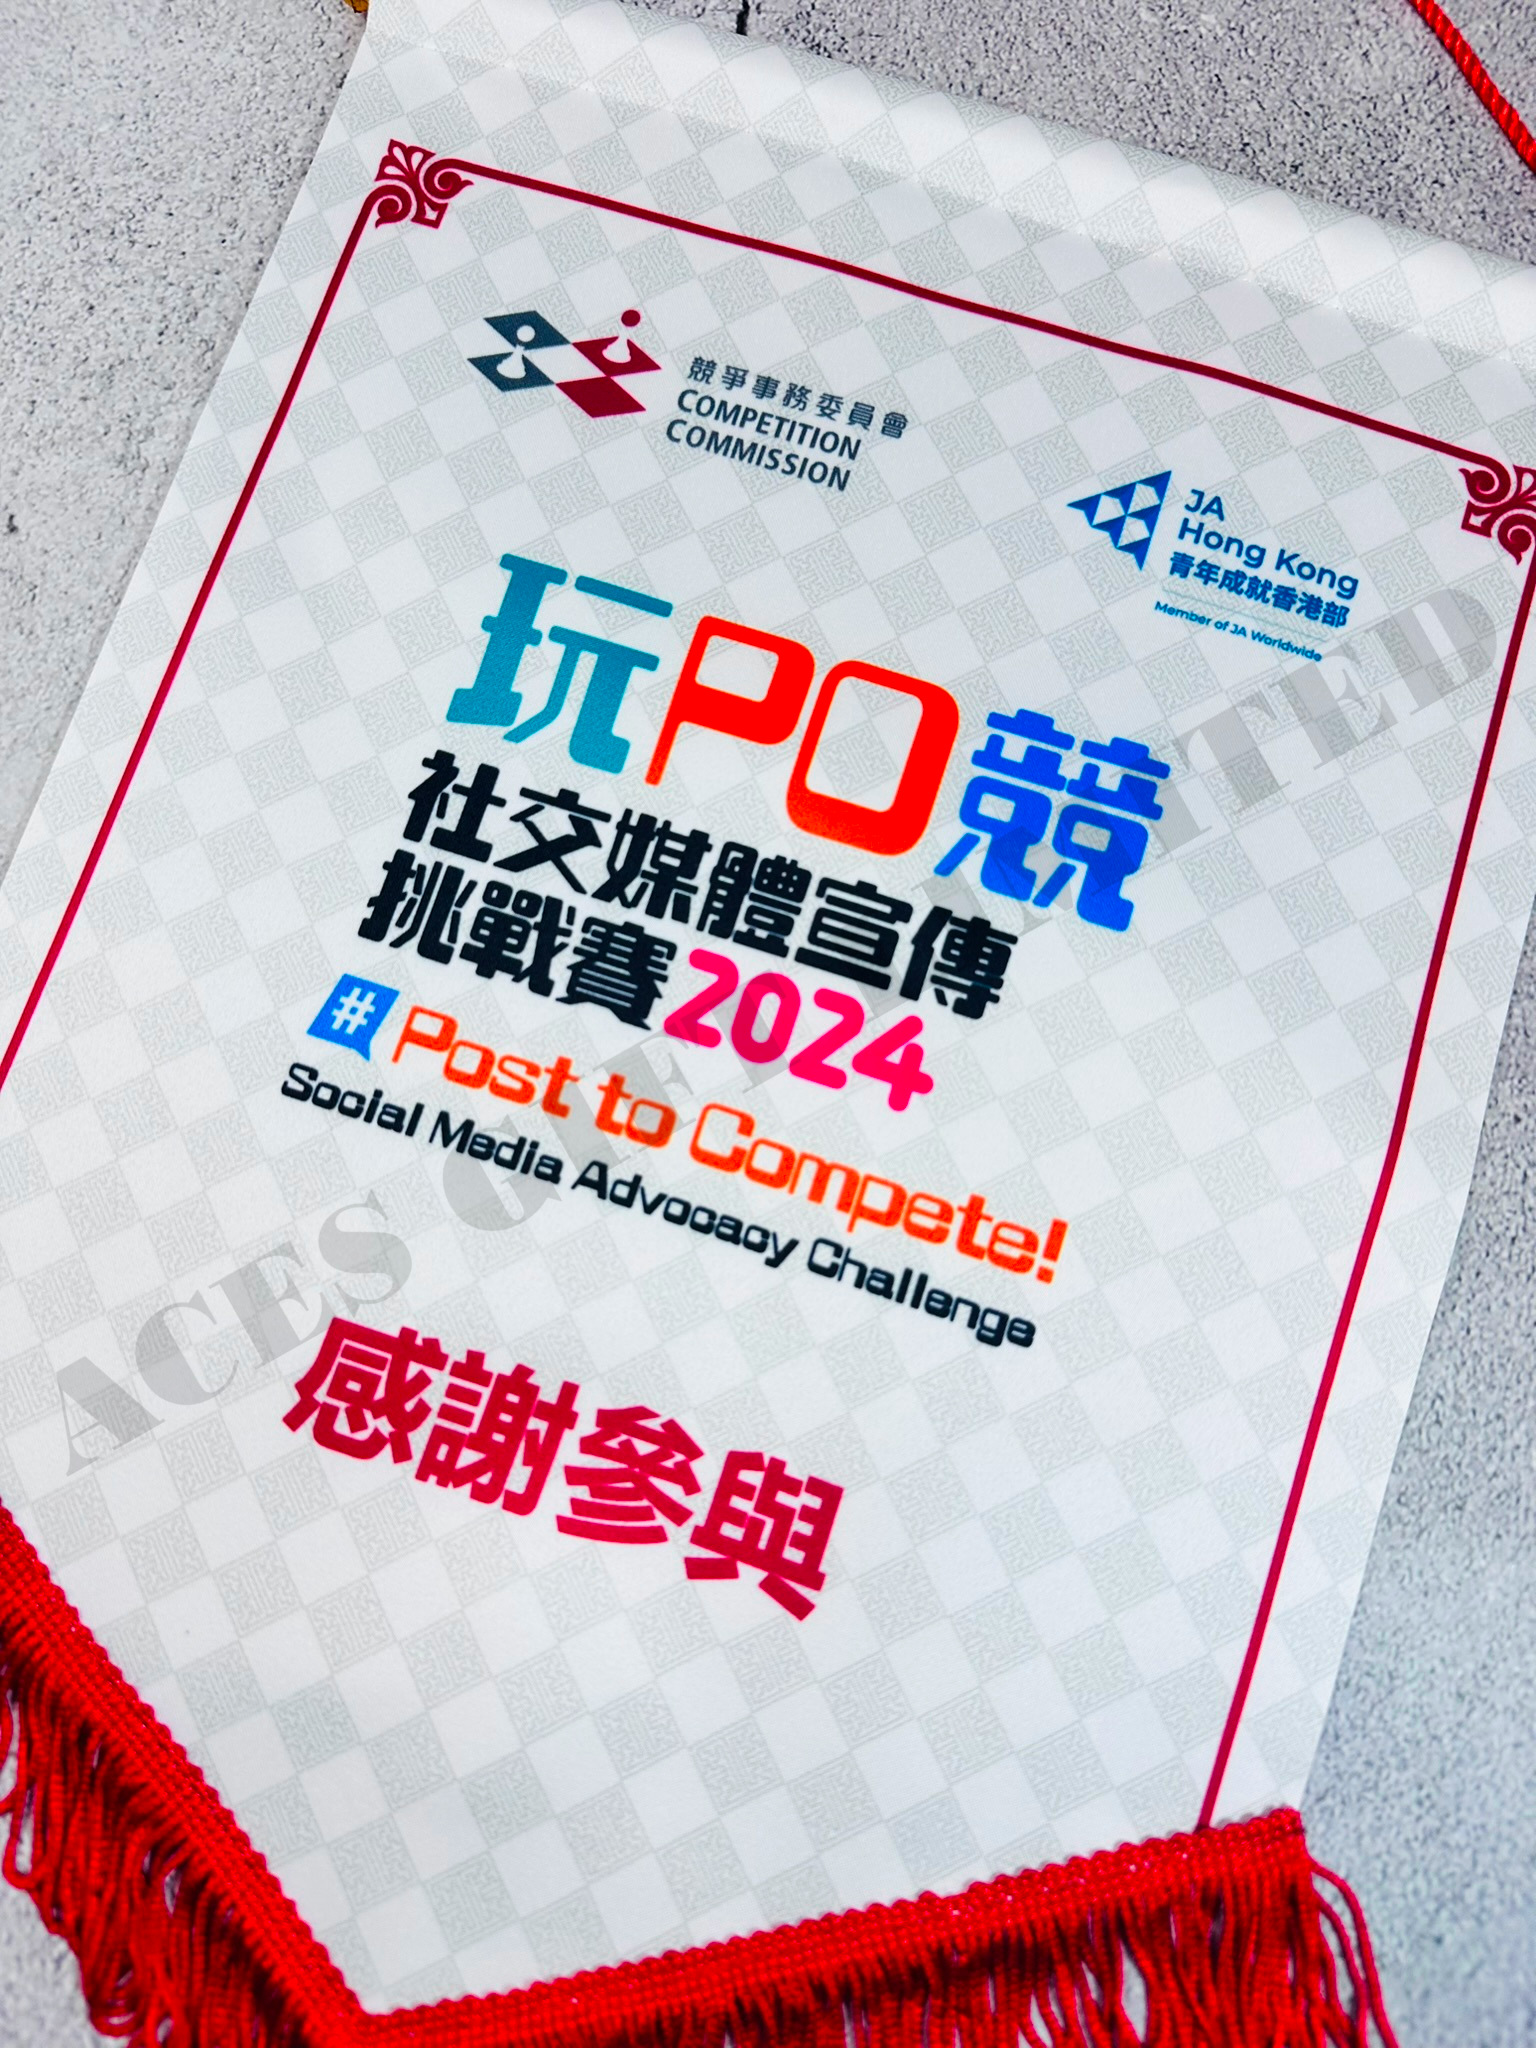 競爭事務委員會
COMPETITION
COMMISSION
JA
Hong Kong
青年成就香港部
Member of JA Worldwide
玩PO競
社交媒體宣傳
挑戰賽2024
# Post to Compete!
Social Media Advocacy Challenge
感謝參與
ACES GIFT LIMITED